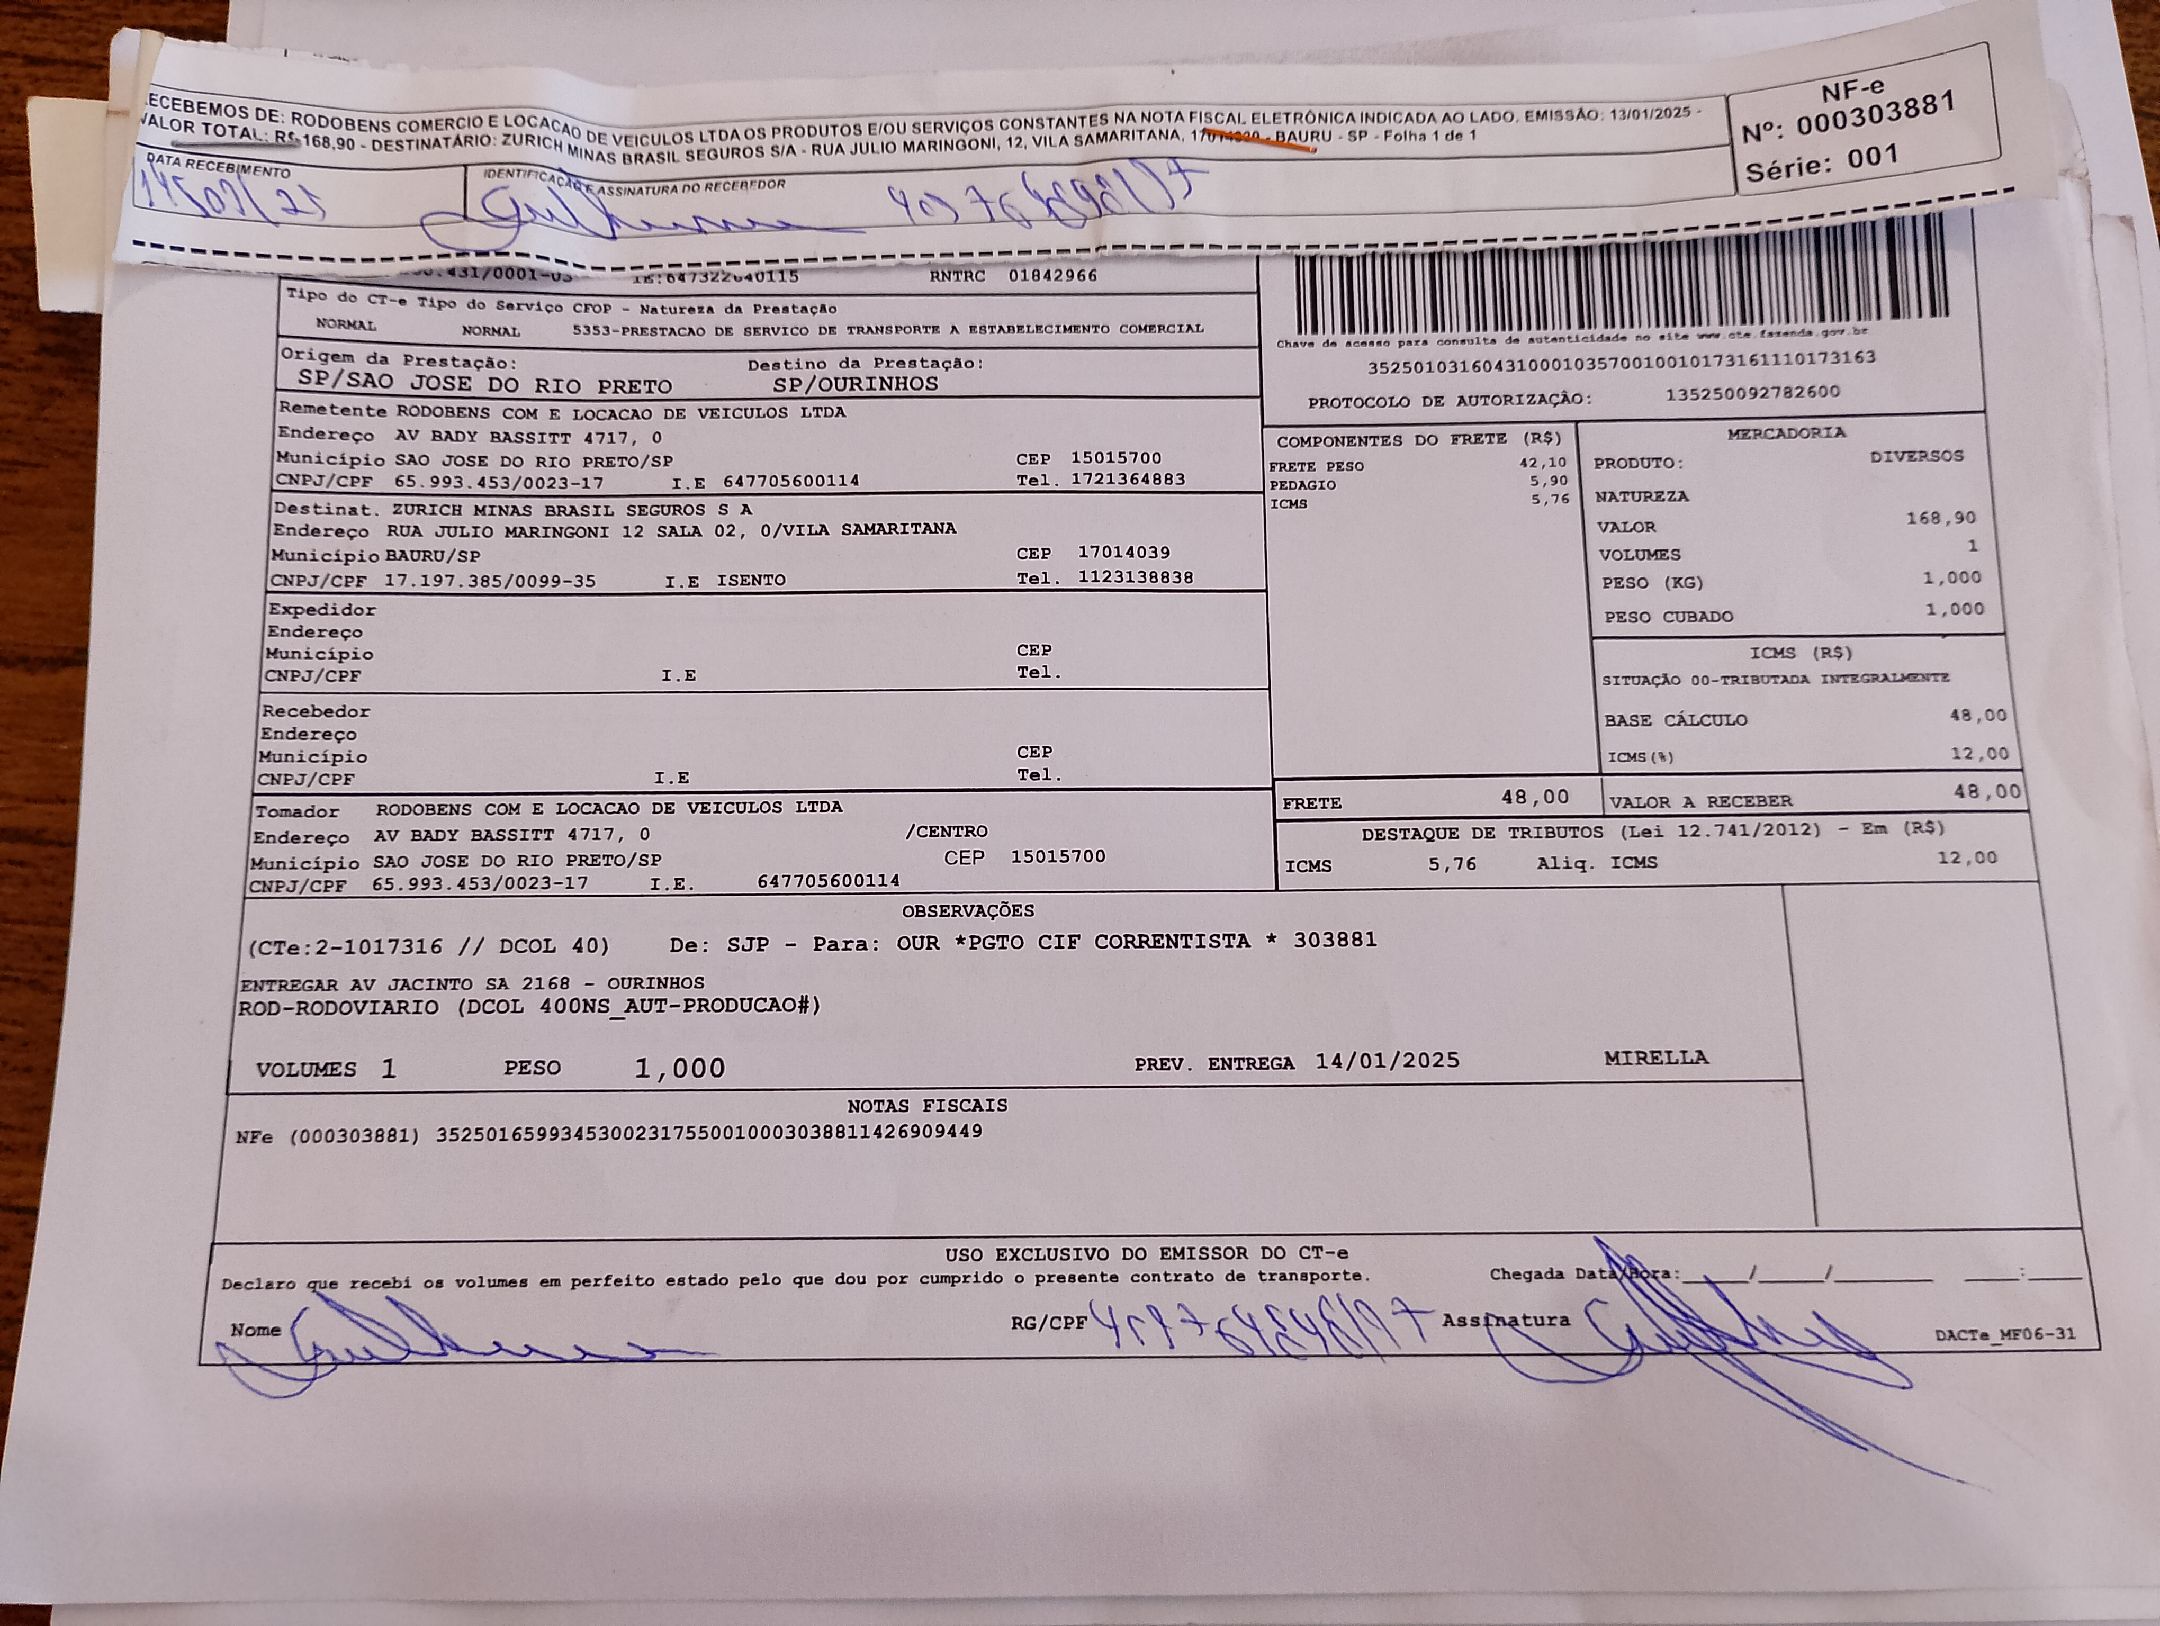 ECEBEMOS DE: RODOBENS COMERCIO E LOCACAO DE VEICULOS LTDA OS PRODUTOS E/OU SERVIÇOS CONSTANTES NA NOTA FISCAL ELETRÔNICA INDICADA AO LADO. EMISSÃO: 13/01/2025 -
VALOR TOTAL: R$ 168,90 - DESTINATÁRIO: ZURICH MINAS BRASIL SEGUROS S/A - RUA JULIO MARINGONI, 12, VILA SAMARITANA, - BAURU - SP - Folha 1 de 1
NF-e
Nº: 000303881
Série: 001
DATA RECEBIMENTO
IDENTIFICAÇÃO E ASSINATURA DO RECEBEDOR
Guilherme
RNTRC 01842966
Tipo do CT-e Tipo do Serviço CFOP - Natureza da Prestação
NORMAL NORMAL 5353-PRESTACAO DE SERVICO DE TRANSPORTE A ESTABELECIMENTO COMERCIAL
Origem da Prestação: Destino da Prestação:
SP/SAO JOSE DO RIO PRETO SP/OURINHOS
Chave de acesso para consulta de autenticidade no site www.cte.fazenda.gov.br
35250103160431000103570010010173161110173163
PROTOCOLO DE AUTORIZAÇÃO: 135250092782600
Remetente RODOBENS COM E LOCACAO DE VEICULOS LTDA
Endereço AV BADY BASSITT 4717, 0
Município SAO JOSE DO RIO PRETO/SP CEP 15015700
CNPJ/CPF 65.993.453/0023-17 I.E 647705600114 Tel. 1721364883
Destinat. ZURICH MINAS BRASIL SEGUROS S A
Endereço RUA JULIO MARINGONI 12 SALA 02, 0/VILA SAMARITANA
Município BAURU/SP CEP 17014039
CNPJ/CPF 17.197.385/0099-35 I.E ISENTO Tel. 1123138838
Expedidor
Endereço
Município CEP
CNPJ/CPF I.E Tel.
Recebedor
Endereço
Município CEP
CNPJ/CPF I.E Tel.
Tomador RODOBENS COM E LOCACAO DE VEICULOS LTDA
Endereço AV BADY BASSITT 4717, 0 /CENTRO
Município SAO JOSE DO RIO PRETO/SP CEP 15015700
CNPJ/CPF 65.993.453/0023-17 I.E. 647705600114
COMPONENTES DO FRETE (R$)
FRETE PESO 42,10
PEDAGIO 5,90
ICMS 5,76
MERCADORIA
PRODUTO: DIVERSOS
NATUREZA
VALOR 168,90
VOLUMES 1
PESO (KG) 1,000
PESO CUBADO 1,000
ICMS (R$)
SITUAÇÃO 00-TRIBUTADA INTEGRALMENTE
BASE CÁLCULO 48,00
ICMS(%) 12,00
FRETE 48,00 VALOR A RECEBER 48,00
DESTAQUE DE TRIBUTOS (Lei 12.741/2012) - Em (R$)
ICMS 5,76 Aliq. ICMS 12,00
OBSERVAÇÕES
(CTe:2-1017316 // DCOL 40) De: SJP - Para: OUR *PGTO CIF CORRENTISTA * 303881
ENTREGAR AV JACINTO SA 2168 - OURINHOS
ROD-RODOVIARIO (DCOL 400NS_AUT-PRODUCAO#)
VOLUMES 1 PESO 1,000 PREV. ENTREGA 14/01/2025 MIRELLA
NOTAS FISCAIS
NFe (000303881) 35250165993453002317550010003038811426909449
USO EXCLUSIVO DO EMISSOR DO CT-e
Declaro que recebi os volumes em perfeito estado pelo que dou por cumprido o presente contrato de transporte. Chegada Data/Hora:____/____/______ ___:____
Nome Guilherme RG/CPF Assinatura
DACTe_MF06-31